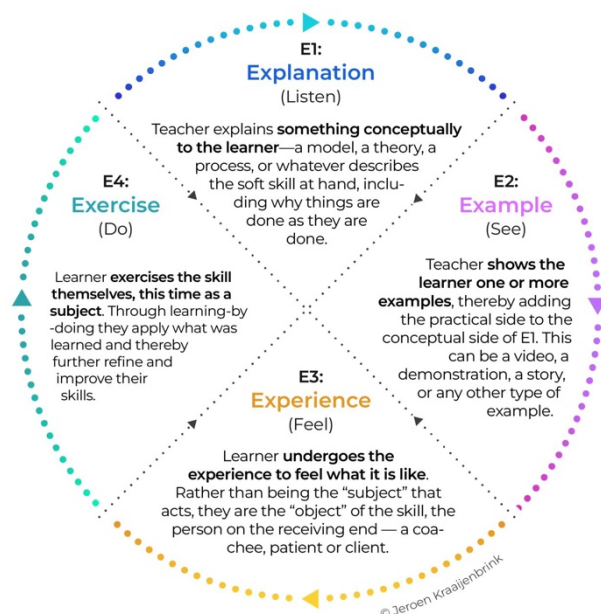 E1:
Explanation
(Listen)
Teacher explains something conceptually
to the learner—a model, a theory, a
process, or whatever describes
the soft skill at hand, inclu-
ding why things are
done as they are
done.
E2:
Example
(See)
Teacher shows the
learner one or more
examples, thereby adding
the practical side to the
conceptual side of E1. This
can be a video, a
demonstration, a story,
or any other type of
example.
E3:
Experience
(Feel)
Learner undergoes the
experience to feel what it is like.
Rather than being the “subject” that
acts, they are the “object” of the skill, the
person on the receiving end — a coa-
chee, patient or client.
E4:
Exercise
(Do)
Learner exercises the skill
themselves, this time as a
subject. Through learning-by
-doing they apply what was
learned and thereby
further refine and
improve their
skills.
© Jeroen Kraaijenbrink